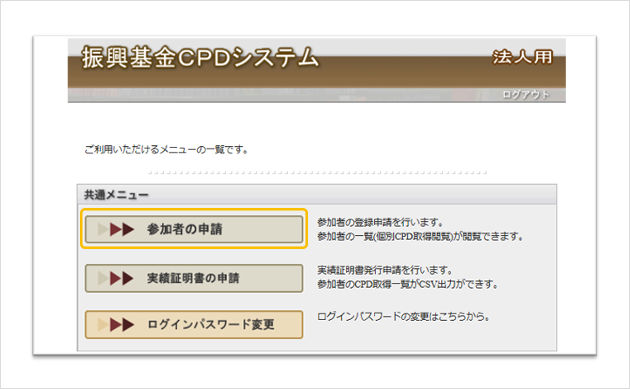 振興基金CPDシステム
法人用
ログアウト
ご利用いただけるメニューの一覧です。
共通メニュー
参加者の申請
参加者の登録申請を行います。
参加者の一覧(個別CPD取得閲覧)が閲覧できます。
実績証明書の申請
実績証明書発行申請を行います。
参加者のCPD取得一覧がCSV出力ができす。
ログインパスワード変更
ログインパスワードの変更はこちらから。